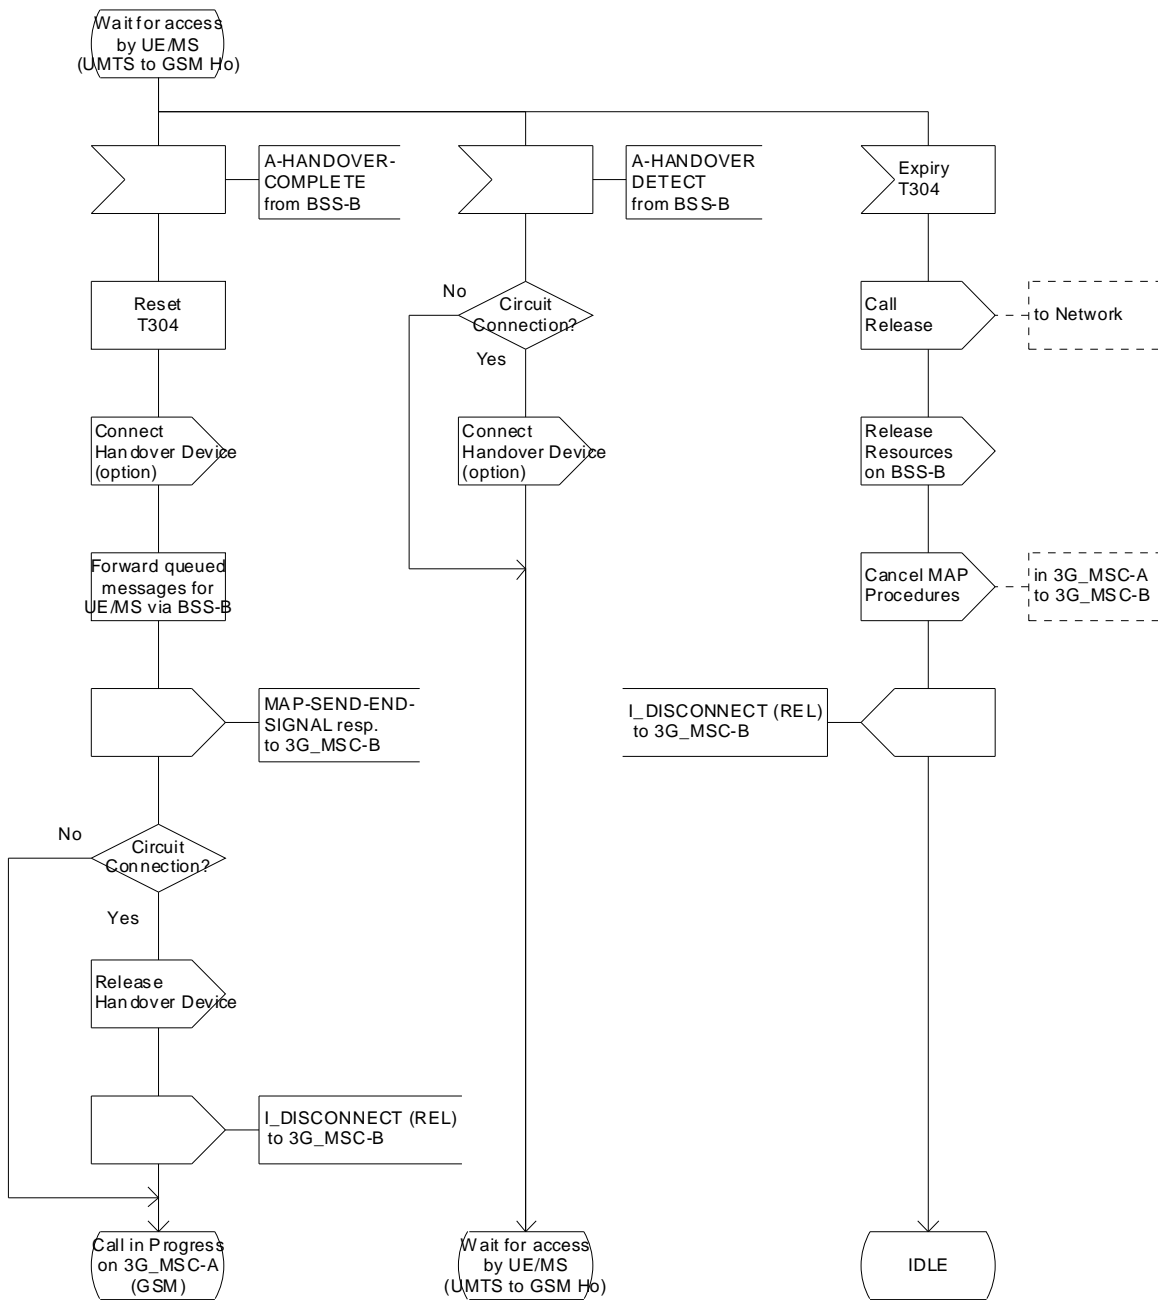 Wait for access
by UE/MS
(UMTS to GSM Ho)
A-HANDOVER-
COMPLETE
from BSS-B
A-HANDOVER
DETECT
from BSS-B
Expiry
T304
Reset
T304
No
Circuit
Connection?
Yes
Call
Release
to Network
Connect
Handover Device
(option)
Connect
Handover Device
(option)
Release
Resources
on BSS-B
Forward queued
messages for
UE/MS via BSS-B
Cancel MAP
Procedures
in 3G_MSC-A
to 3G_MSC-B
MAP-SEND-END-
SIGNAL resp.
to 3G_MSC-B
I_DISCONNECT (REL)
to 3G_MSC-B
No
Circuit
Connection?
Yes
Release
Handover Device
I_DISCONNECT (REL)
to 3G_MSC-B
Call in Progress
on 3G_MSC-A
(GSM)
Wait for access
by UE/MS
(UMTS to GSM Ho)
IDLE